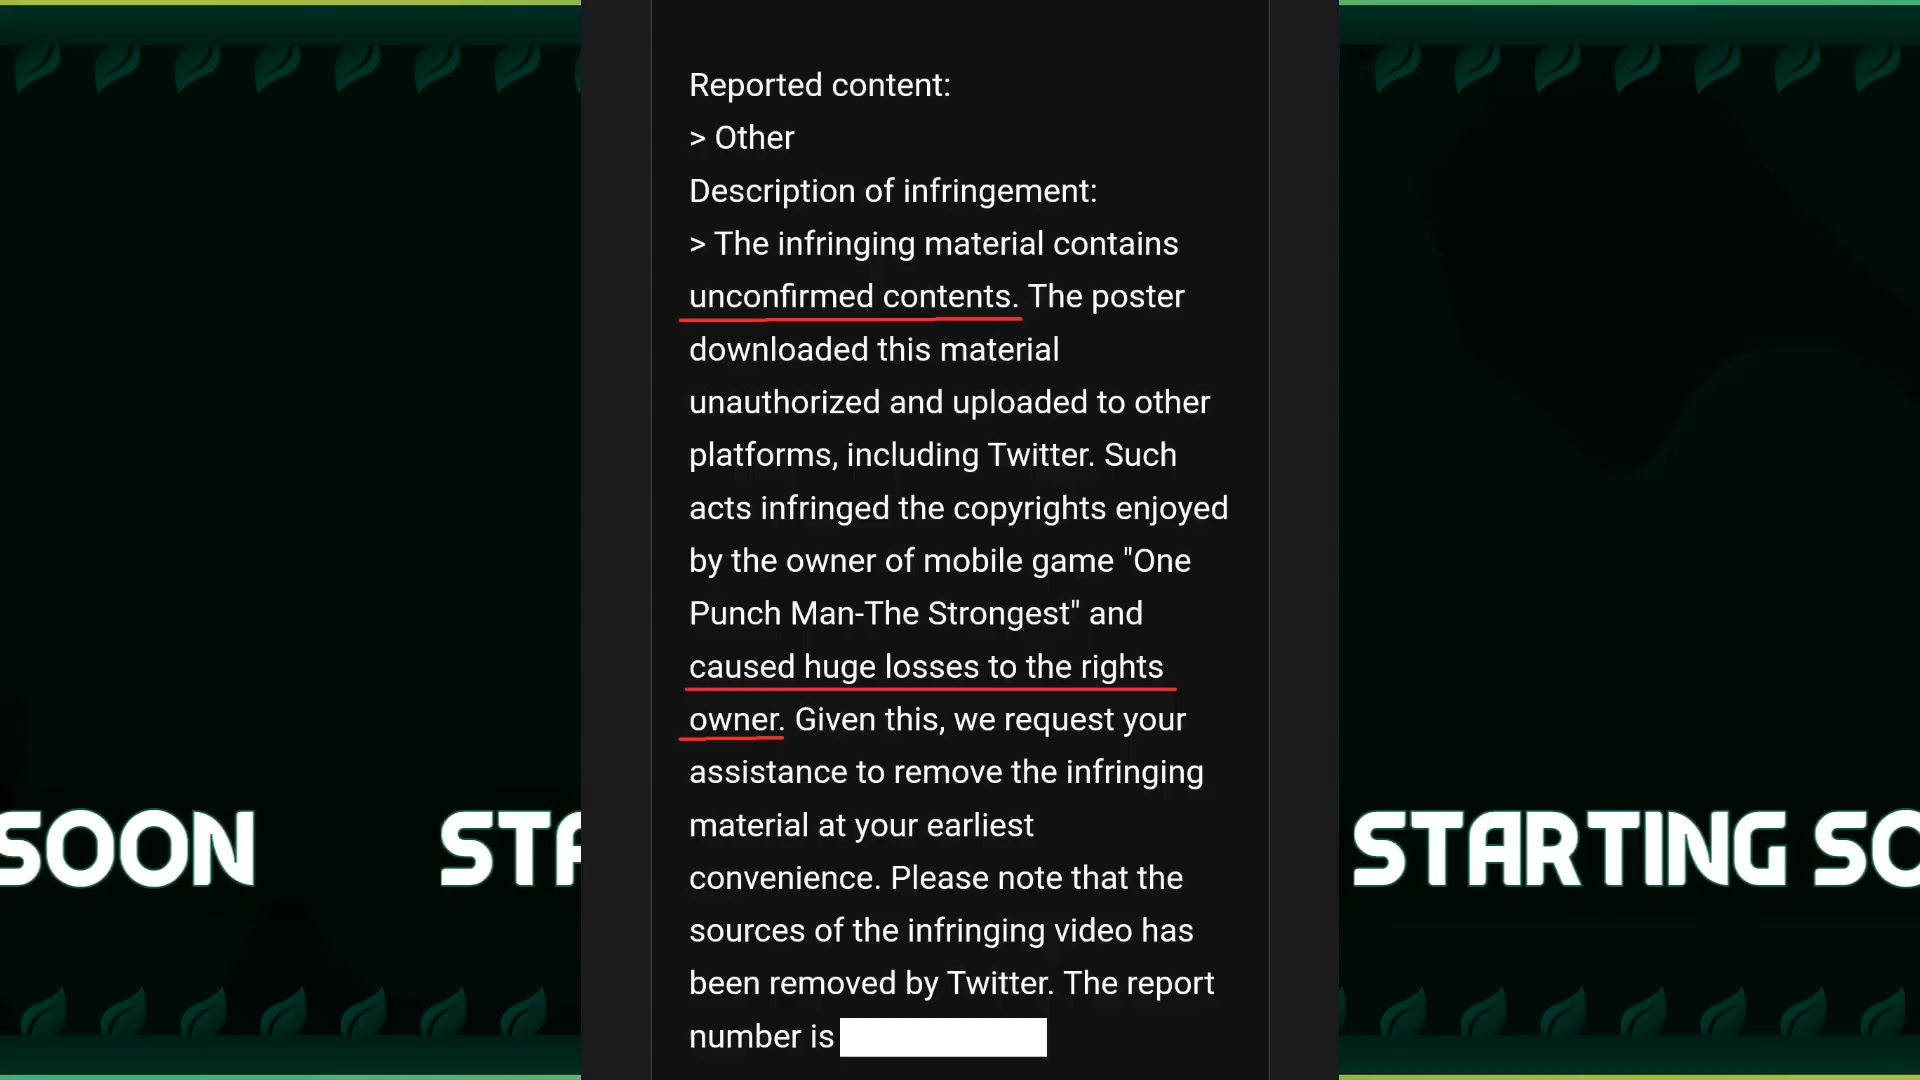 Reported content:
> Other
Description of infringement:
> The infringing material contains
unconfirmed contents. The poster
downloaded this material
unauthorized and uploaded to other
platforms, including Twitter. Such
acts infringed the copyrights enjoyed
by the owner of mobile game "One
Punch Man-The Strongest" and
caused huge losses to the rights
owner. Given this, we request your
assistance to remove the infringing
material at your earliest
convenience. Please note that the
sources of the infringing video has
been removed by Twitter. The report
number is
SOON STA STARTING SO